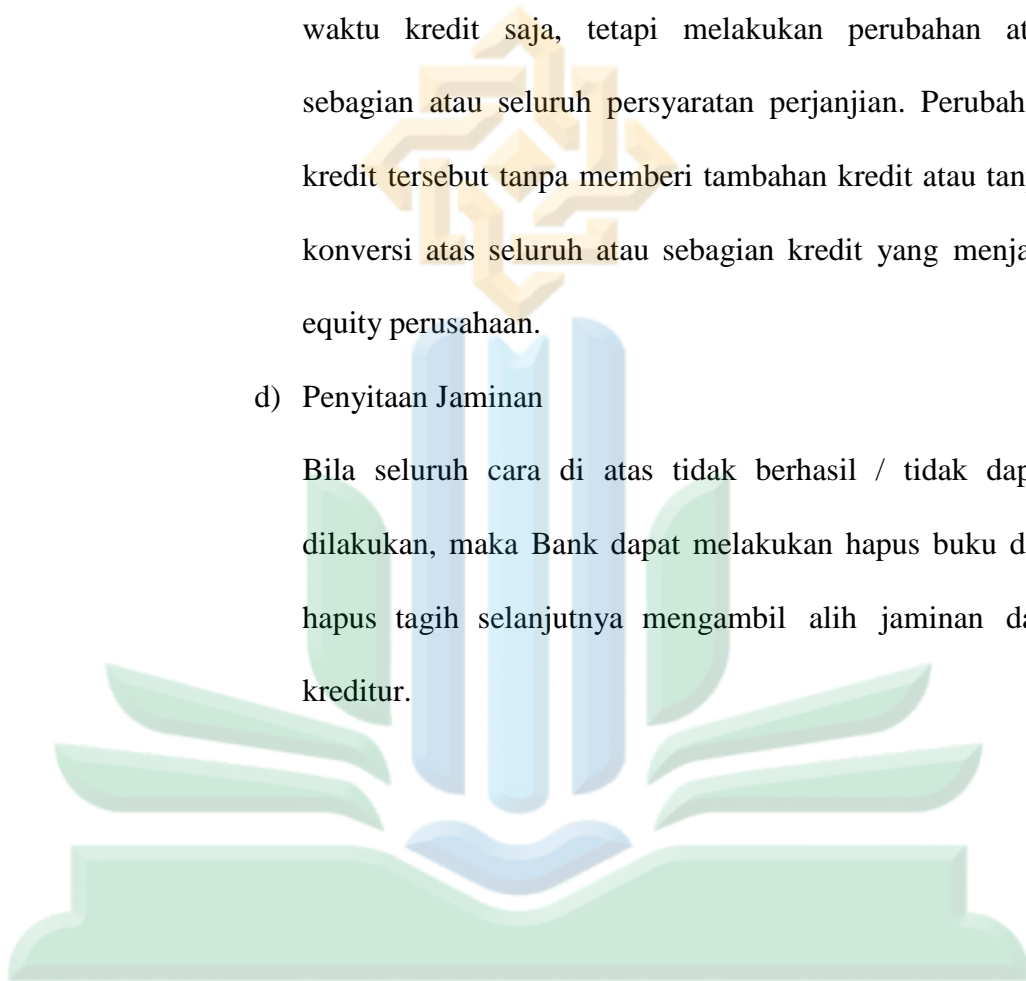 waktu kredit saja, tetapi melakukan perubahan at
sebagian atau seluruh persyaratan perjanjian. Perubah
kredit tersebut tanpa memberi tambahan kredit atau tan
konversi atas seluruh atau sebagian kredit yang menja
equity perusahaan.
d) Penyitaan Jaminan
Bila seluruh cara di atas tidak berhasil / tidak dap
dilakukan, maka Bank dapat melakukan hapus buku d
hapus tagih selanjutnya mengambil alih jaminan da
kreditur.